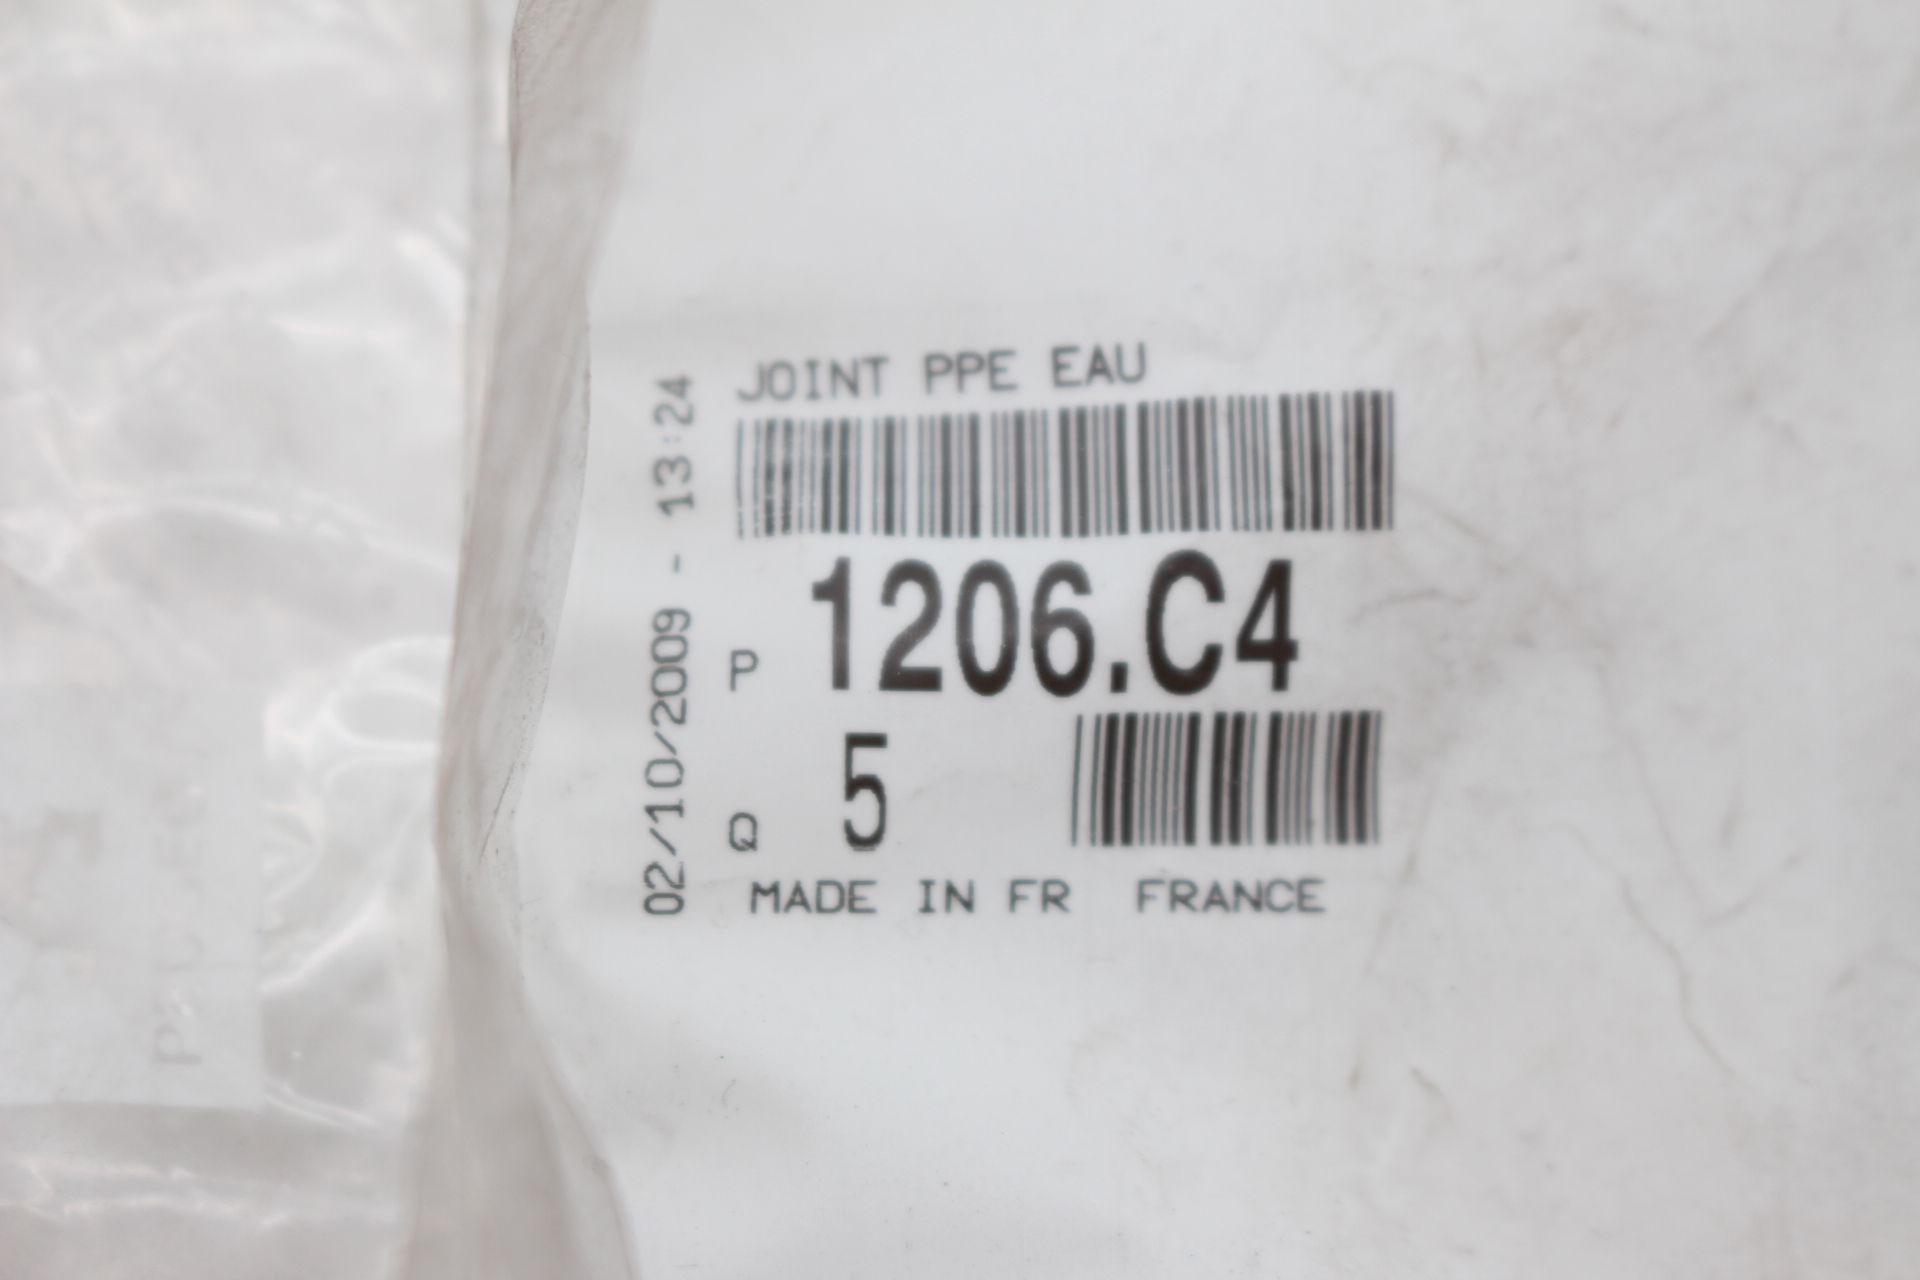 JOINT PPE EAU
02/10/2009 - 13:24
P 1206.C4
Q 5
MADE IN FR FRANCE